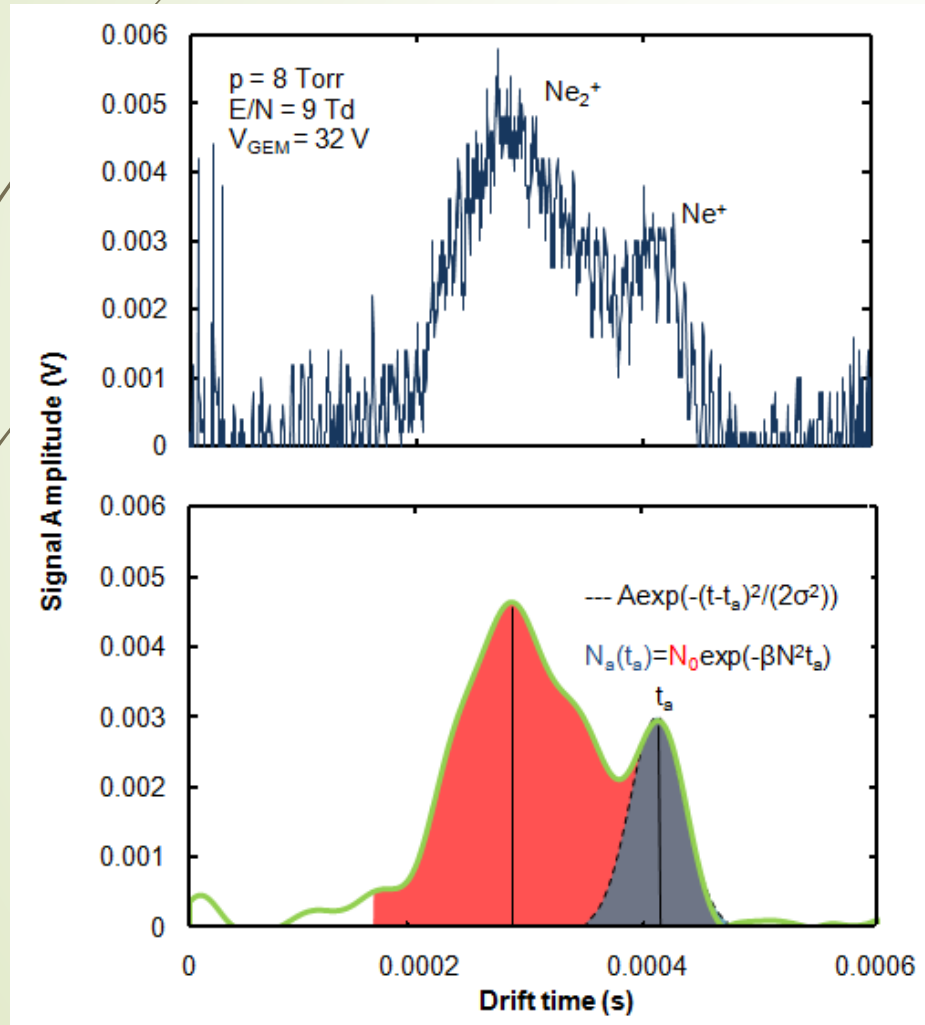 0.006
p = 8 Torr
E/N = 9 Td
V_GEM = 32 V
Ne₂⁺
Ne⁺
0.005
0.004
0.003
0.002
0.001
0
Signal Amplitude (V)
0.006
0.005
0.004
0.003
0.002
0.001
0
--- Aexp(-(t-tₐ)²/(2σ²))
Nₐ(tₐ)=N₀exp(-βN²tₐ)
tₐ
0 0.0002 0.0004 0.0006
Drift time (s)